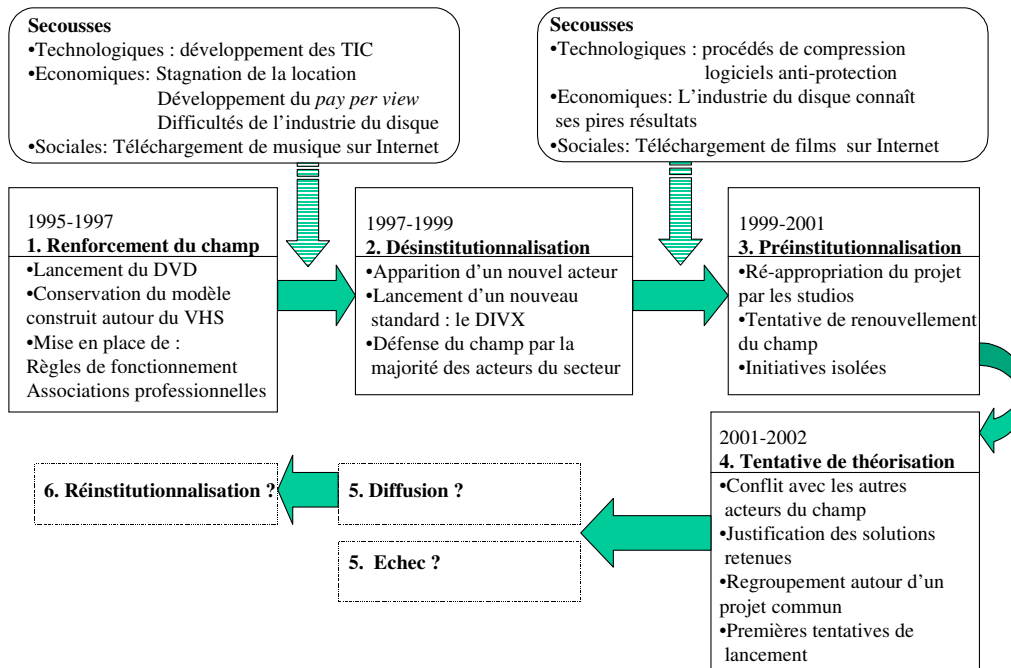 Secousses
•Technologiques : développement des TIC
•Economiques: Stagnation de la location
Développement du pay per view
Difficultés de l'industrie du disque
•Sociales: Téléchargement de musique sur Internet
Secousses
•Technologiques : procédés de compression
logiciels anti-protection
•Economiques: L'industrie du disque connaît
ses pires résultats
•Sociales: Téléchargement de films sur Internet
1995-1997
1. Renforcement du champ
•Lancement du DVD
•Conservation du modèle
construit autour du VHS
•Mise en place de :
Règles de fonctionnement
Associations professionnelles
1997-1999
2. Désinstitutionnalisation
•Apparition d'un nouvel acteur
•Lancement d'un nouveau
standard : le DIVX
•Défense du champ par la
majorité des acteurs du secteur
1999-2001
3. Préinstitutionnalisation
•Ré-appropriation du projet
par les studios
•Tentative de renouvellement
du champ
•Initiatives isolées
2001-2002
4. Tentative de théorisation
•Conflit avec les autres
acteurs du champ
•Justification des solutions
retenues
•Regroupement autour d'un
projet commun
•Premières tentatives de
lancement
5. Diffusion ?
5. Echec ?
6. Réinstitutionnalisation ?